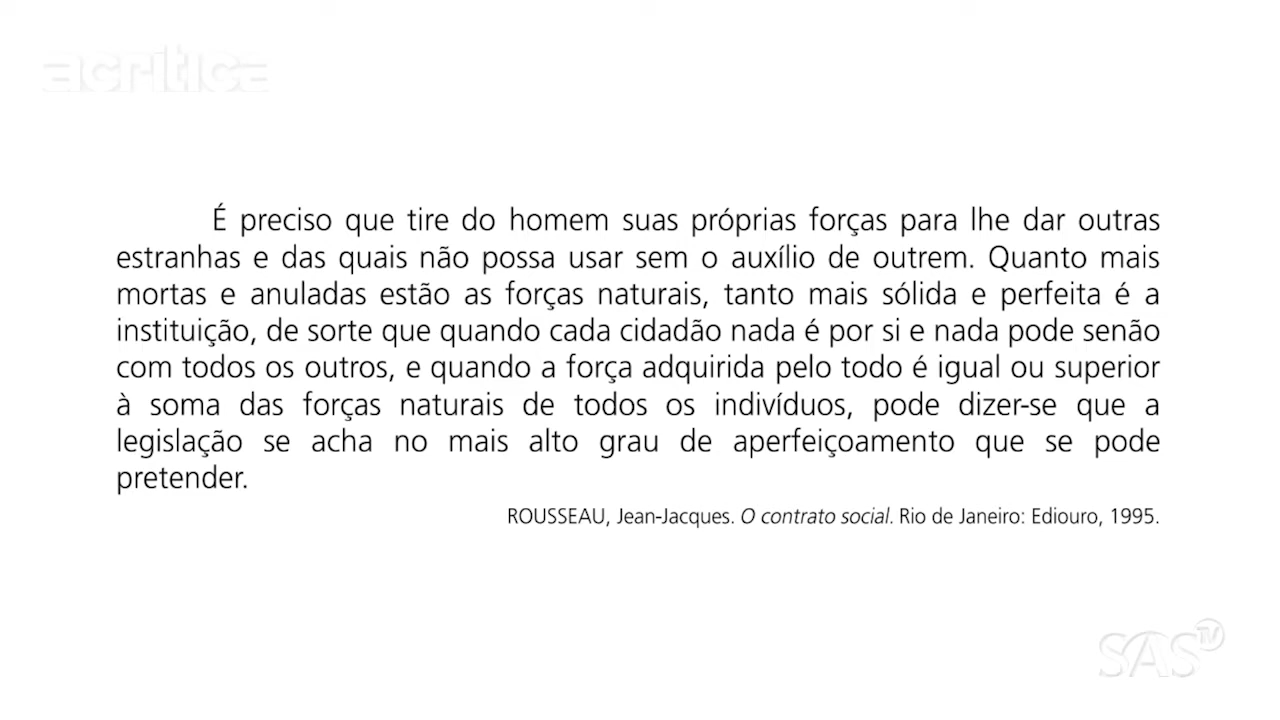 acritica
É preciso que tire do homem suas próprias forças para lhe dar outras
estranhas e das quais não possa usar sem o auxílio de outrem. Quanto mais
mortas e anuladas estão as forças naturais, tanto mais sólida e perfeita é a
instituição, de sorte que quando cada cidadão nada é por si e nada pode senão
com todos os outros, e quando a força adquirida pelo todo é igual ou superior
à soma das forças naturais de todos os indivíduos, pode dizer-se que a
legislação se acha no mais alto grau de aperfeiçoamento que se pode
pretender.
ROUSSEAU, Jean-Jacques. O contrato social. Rio de Janeiro: Ediouro, 1995.
SAS TV